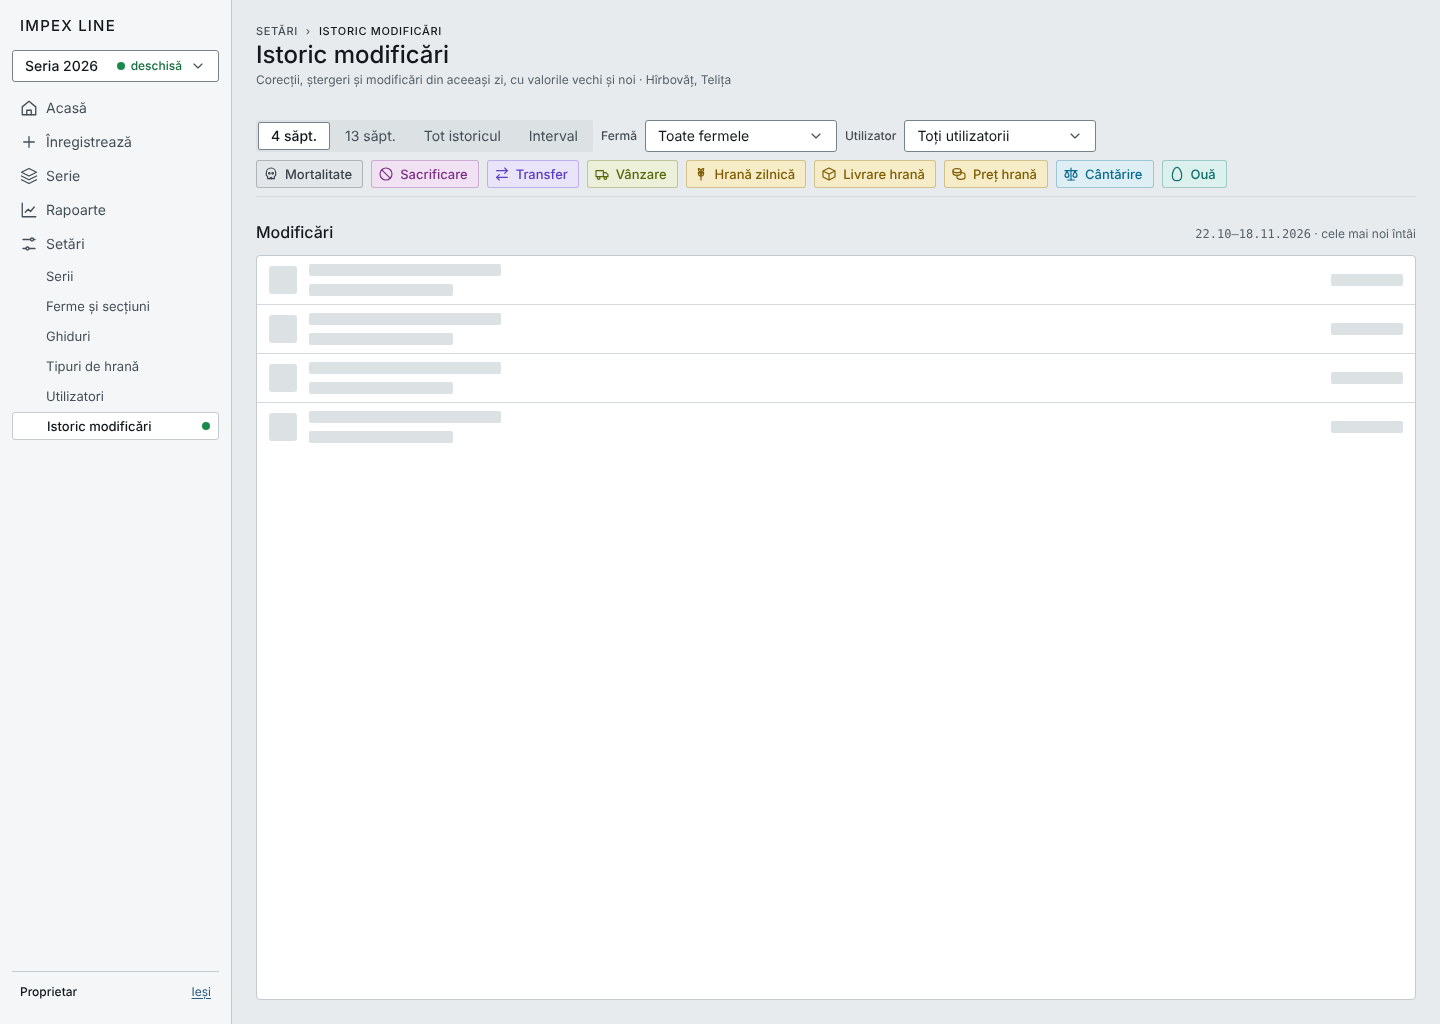 IMPEX LINE
Seria 2026 deschisă
Acasă
Înregistrează
Serie
Rapoarte
Setări
Serii
Ferme și secțiuni
Ghiduri
Tipuri de hrană
Utilizatori
Istoric modificări
Proprietar Ieși
SETĂRI › ISTORIC MODIFICĂRI
Istoric modificări
Corecții, ștergeri și modificări din aceeași zi, cu valorile vechi și noi · Hîrbovăț, Telița
4 săpt. 13 săpt. Tot istoricul Interval Fermă Toate fermele Utilizator Toți utilizatorii
Mortalitate Sacrificare Transfer Vânzare Hrană zilnică Livrare hrană Preț hrană Cântărire Ouă
Modificări 22.10–18.11.2026 · cele mai noi întâi